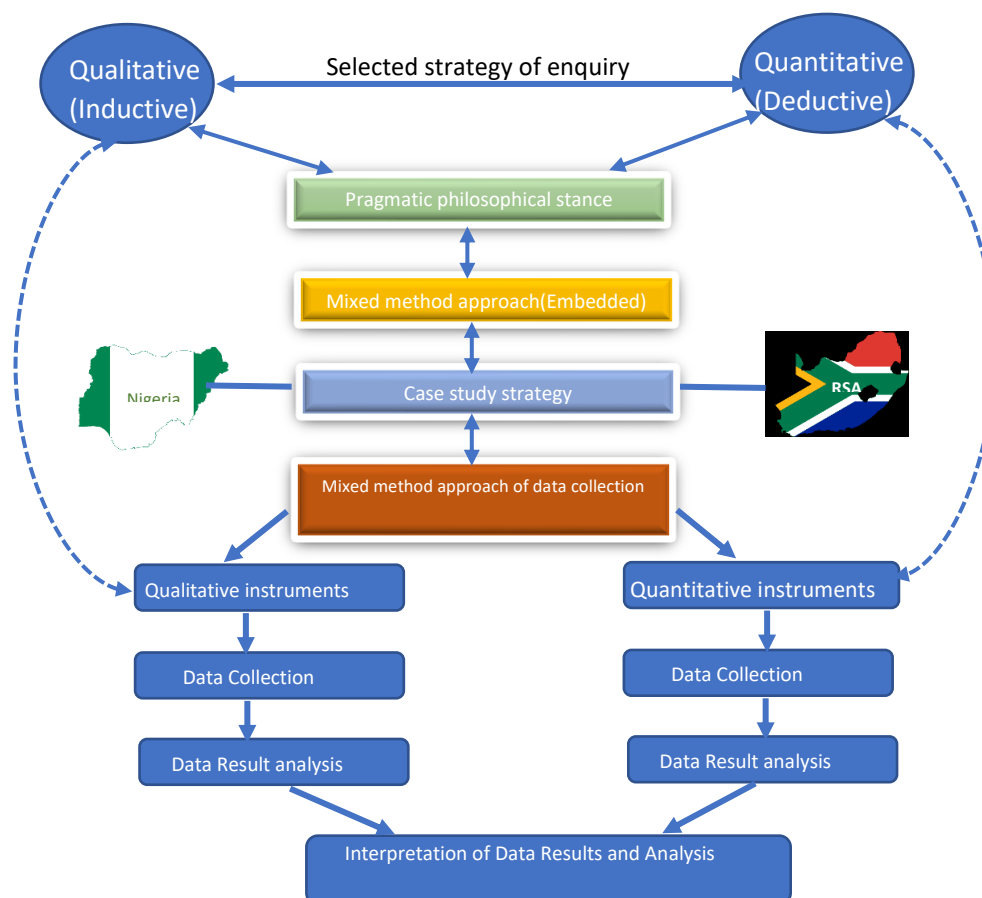 Qualitative
(Inductive)
Selected strategy of enquiry
Quantitative
(Deductive)
Pragmatic philosophical stance
Mixed method approach(Embedded)
Nigeria
Case study strategy
RSA
Mixed method approach of data collection
Qualitative instruments
Quantitative instruments
Data Collection
Data Collection
Data Result analysis
Data Result analysis
Interpretation of Data Results and Analysis